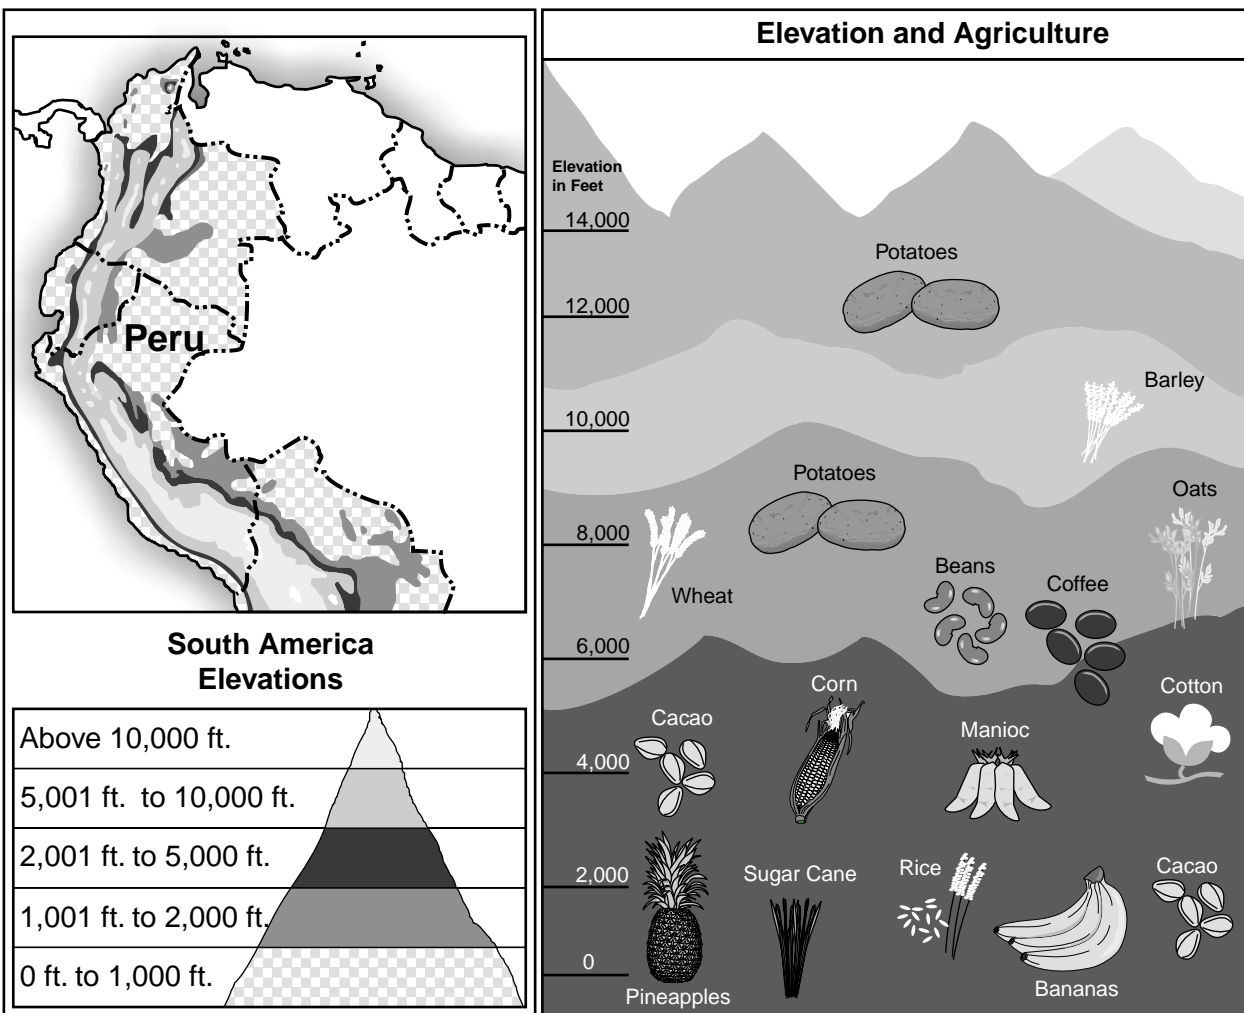 Peru
South America
Elevations
Above 10,000 ft.
5,001 ft. to 10,000 ft.
2,001 ft. to 5,000 ft.
1,001 ft. to 2,000 ft.
0 ft. to 1,000 ft.
Elevation and Agriculture
Elevation
in Feet
14,000
Potatoes
12,000
Barley
10,000
Potatoes
Oats
8,000
Beans
Coffee
Wheat
6,000
Corn
Cotton
Cacao
Manioc
4,000
Rice
Cacao
Sugar Cane
2,000
0
Bananas
Pineapples